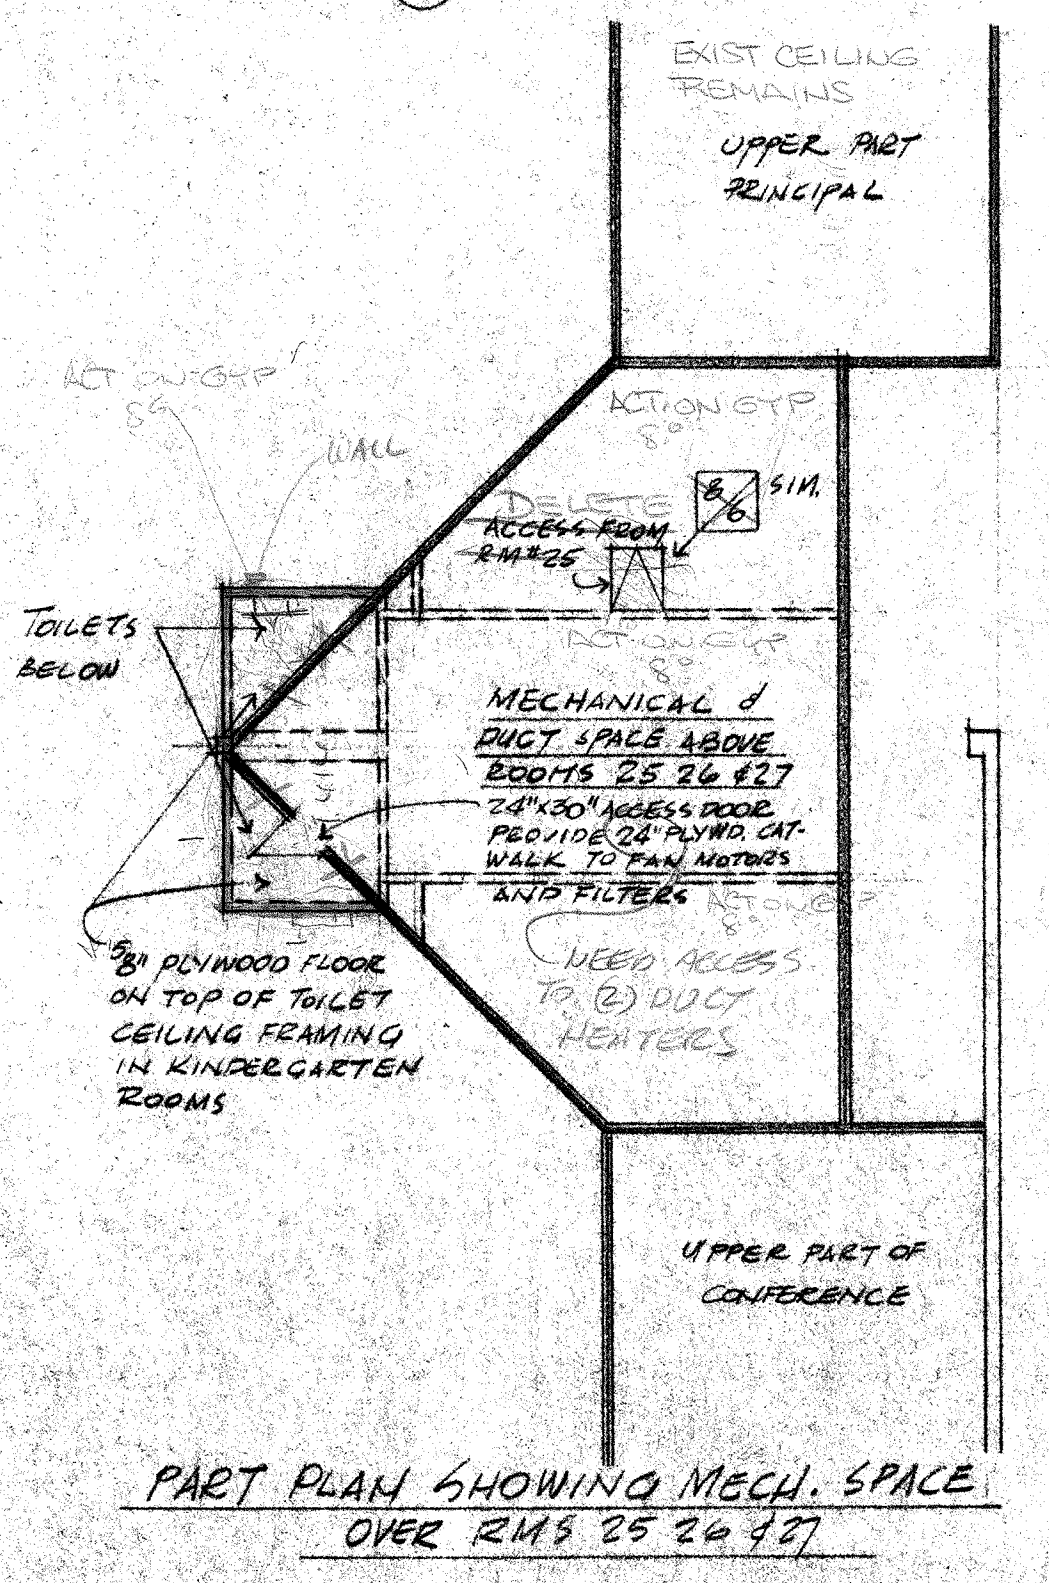 EXIST CEILING
REMAINS
UPPER PART
PRINCIPAL
ACT ON GYP
8°
WALL
ACT ON GYP
8°
DELETE
ACCESS FROM
RM #25
8/6 SIM.
TOILETS
BELOW
ACT ON GYP
8°
MECHANICAL &
DUCT SPACE ABOVE
ROOMS 25 26 & 27
24"X30" ACCESS DOOR
PROVIDE 24" PLYWD. CAT-
WALK TO FAN MOTORS
AND FILTERS
ACT ON GYP
8°
NEED ACCESS
TO (2) DUCT
HEATERS
5/8" PLYWOOD FLOOR
ON TOP OF TOILET
CEILING FRAMING
IN KINDERGARTEN
ROOMS
UPPER PART OF
CONFERENCE
PART PLAN SHOWING MECH. SPACE
OVER RMS 25 26 & 27